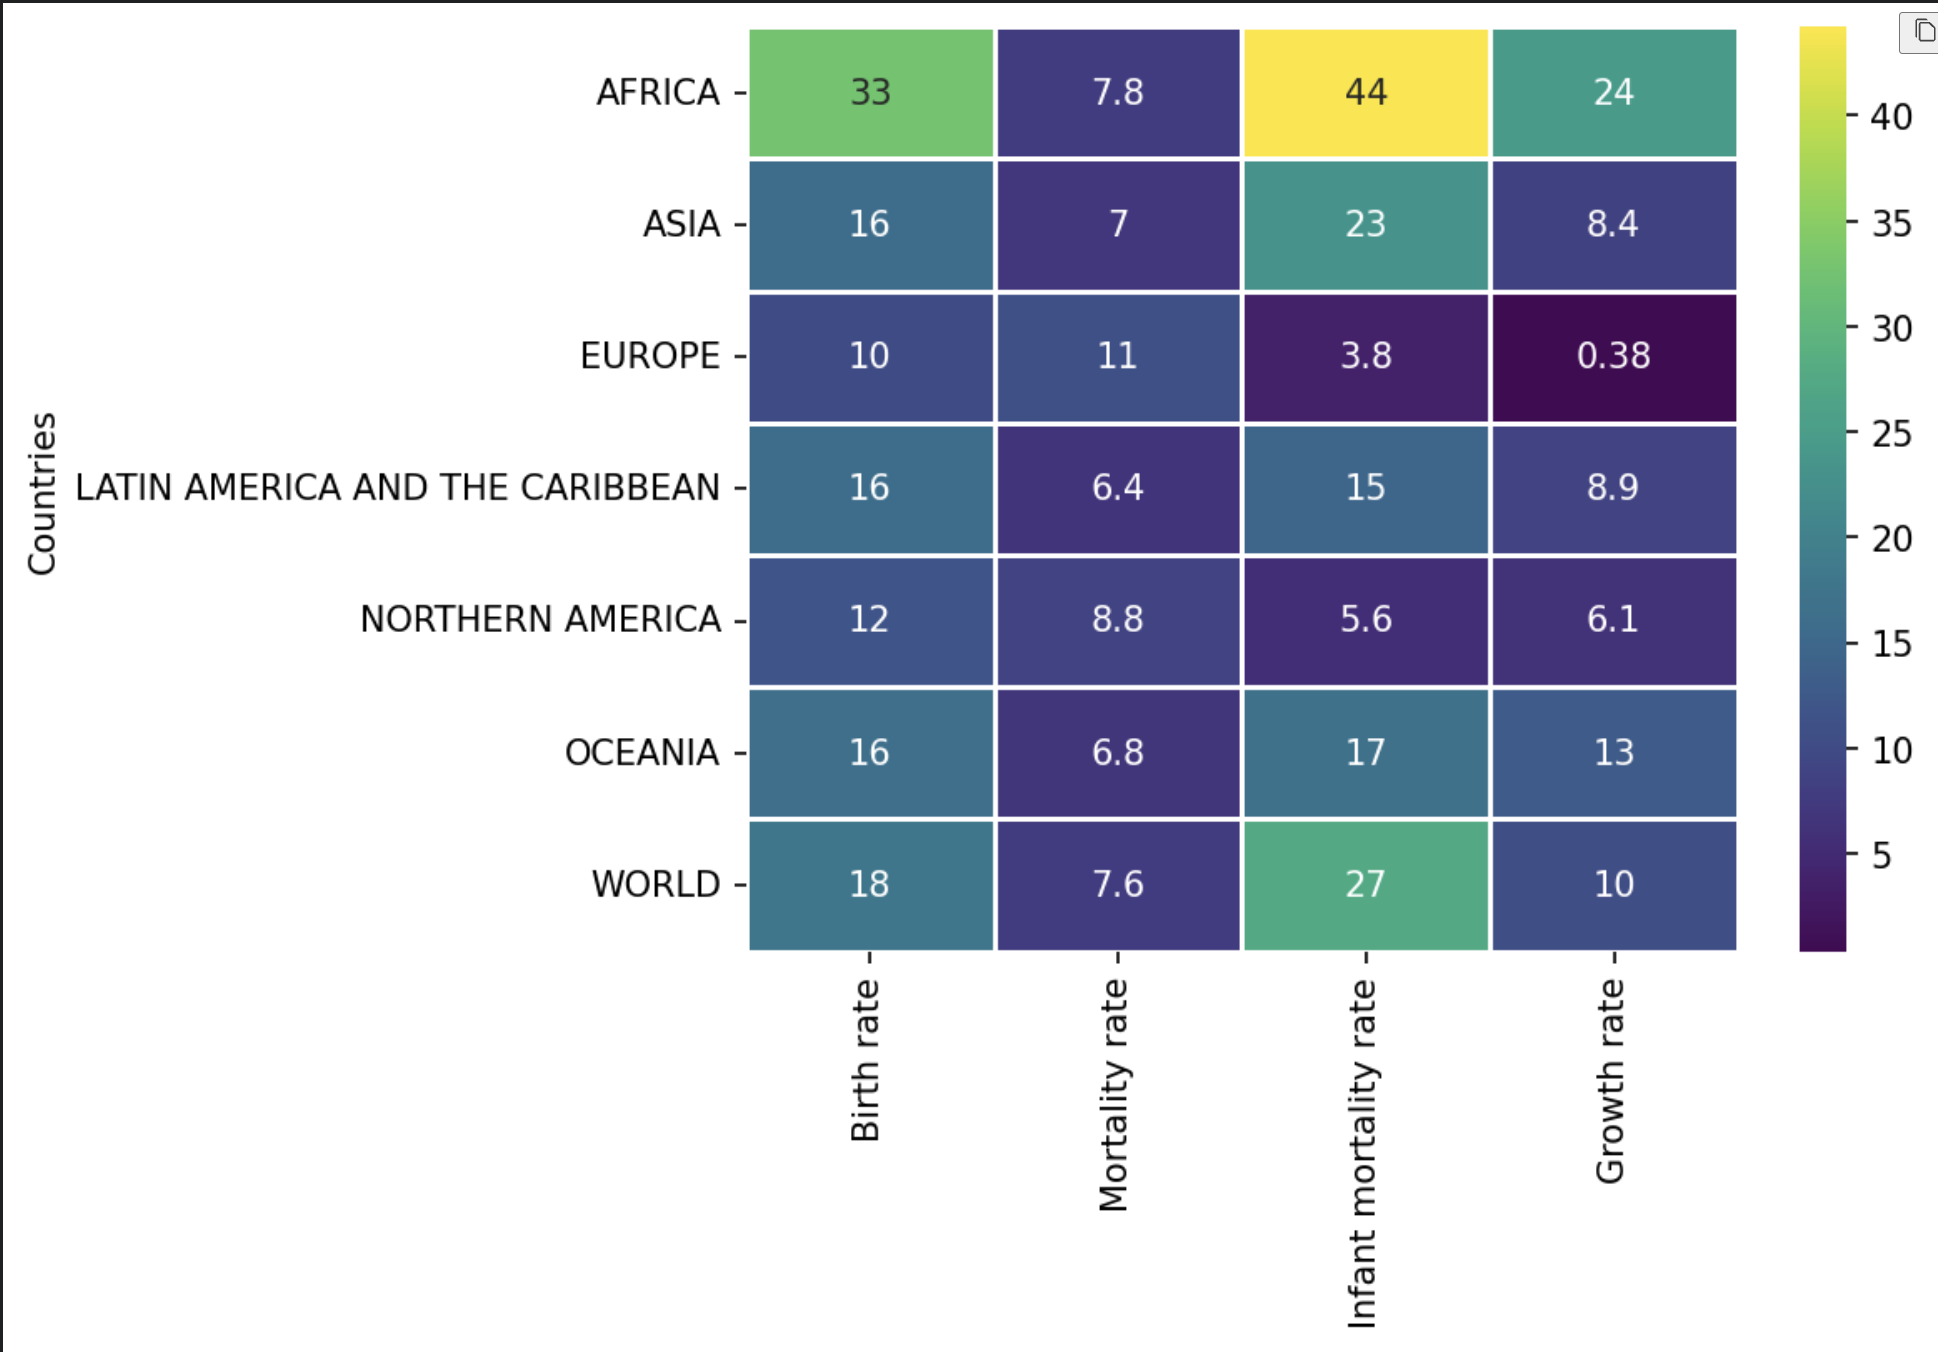 AFRICA 33 7.8 44 24
ASIA 16 7 23 8.4
EUROPE 10 11 3.8 0.38
LATIN AMERICA AND THE CARIBBEAN 16 6.4 15 8.9
NORTHERN AMERICA 12 8.8 5.6 6.1
OCEANIA 16 6.8 17 13
WORLD 18 7.6 27 10
Countries
Birth rate
Mortality rate
Infant mortality rate
Growth rate
40
35
30
25
20
15
10
5